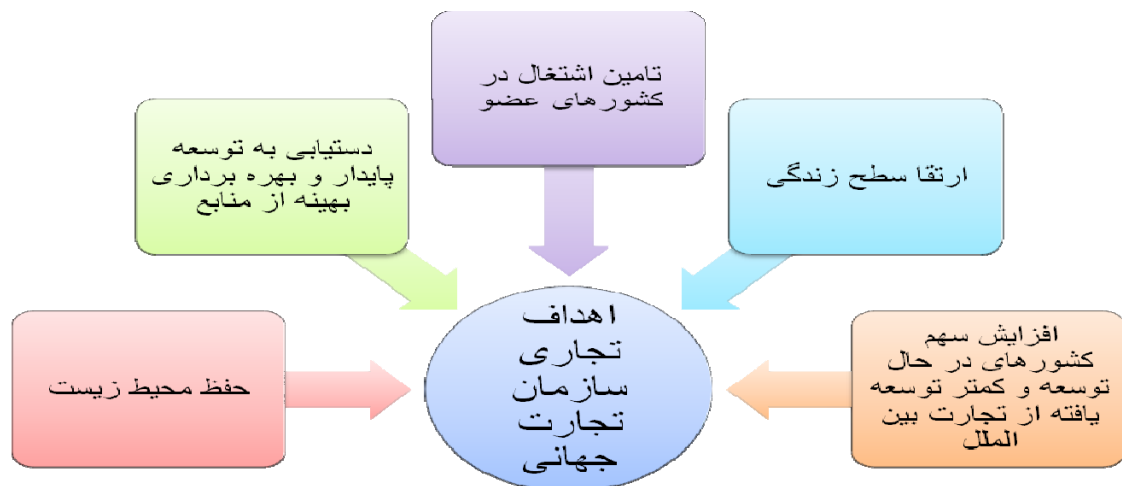 تامین اشتغال در
کشورهای عضو
ارتقا سطح زندگی
دستیابی به توسعه
پایدار و بهره برداری
بهینه از منابع
افزایش سهم
کشورهای در حال
توسعه و کمتر توسعه
یافته از تجارت بین
الملل
حفظ محیط زیست
اهداف
تجاری
سازمان
تجارت
جهانی